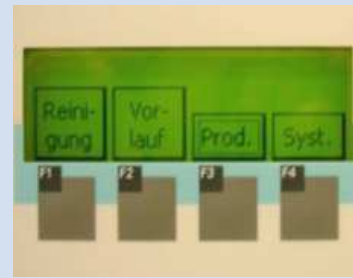 Reini- Vor-
gung lauf Prod. Syst.
F1 F2 F3 F4